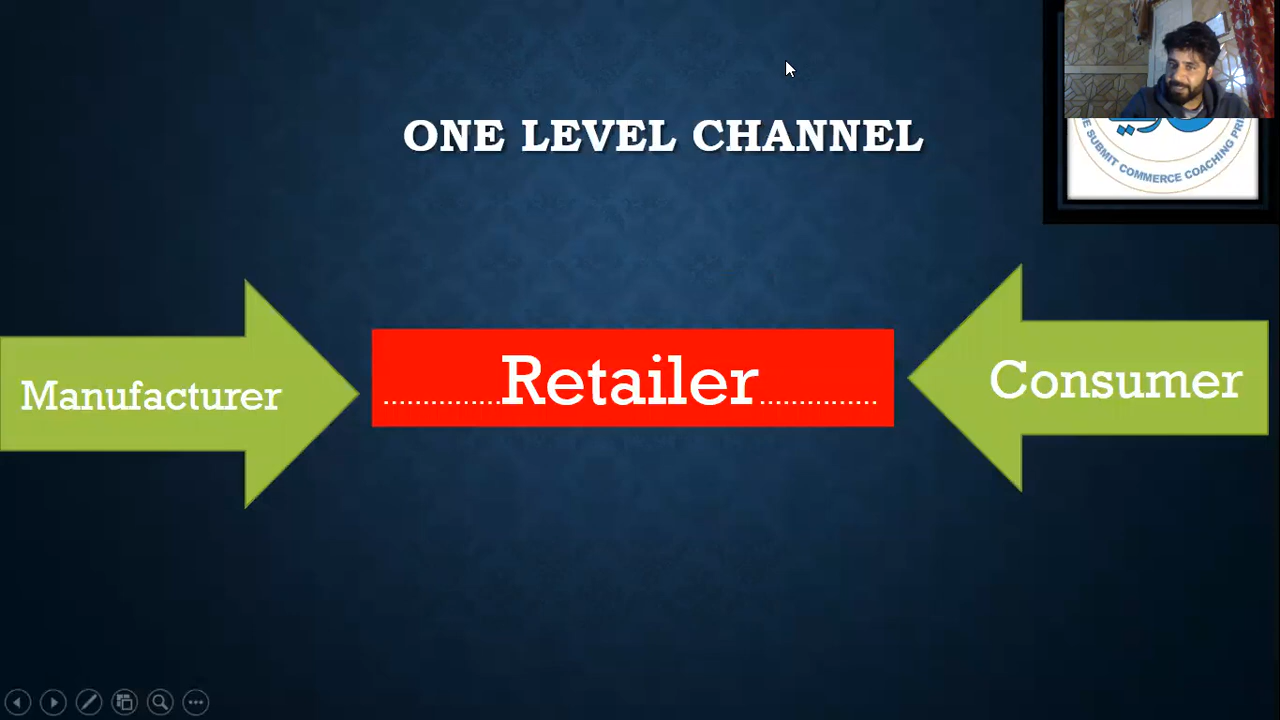 ONE LEVEL CHANNEL
SUBMIT COMMERCE COACHING
Manufacturer
...............Retailer...............
Consumer